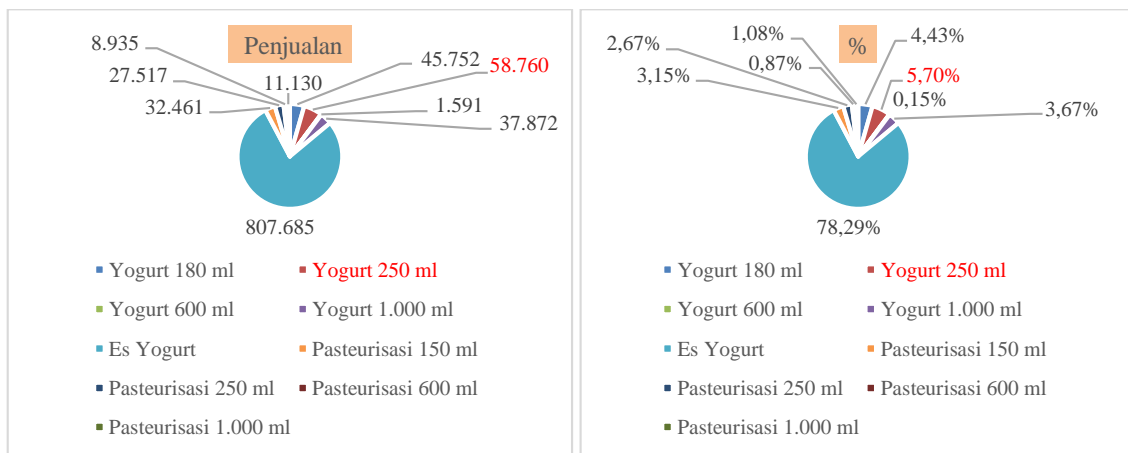 Penjualan
8.935
45.752
11.130
58.760
27.517
32.461
1.591
37.872
807.685
Yogurt 180 ml
Yogurt 250 ml
Yogurt 600 ml
Yogurt 1.000 ml
Es Yogurt
Pasteurisasi 150 ml
Pasteurisasi 250 ml
Pasteurisasi 600 ml
Pasteurisasi 1.000 ml
%
1,08%
4,43%
2,67%
0,87%
5,70%
3,15%
0,15%
3,67%
78,29%
Yogurt 180 ml
Yogurt 250 ml
Yogurt 600 ml
Yogurt 1.000 ml
Es Yogurt
Pasteurisasi 150 ml
Pasteurisasi 250 ml
Pasteurisasi 600 ml
Pasteurisasi 1.000 ml